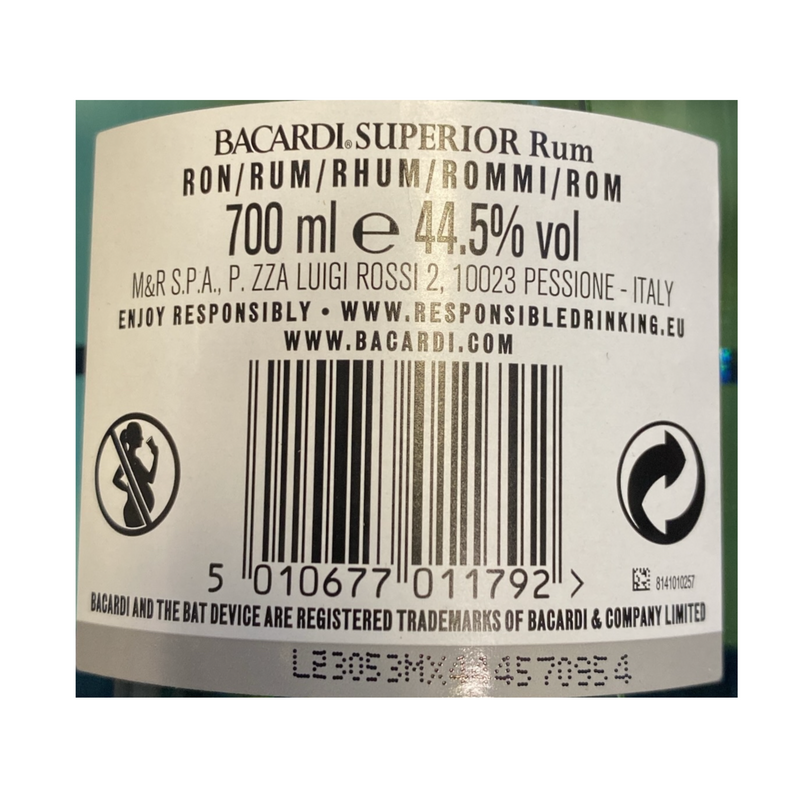 BACARDI® SUPERIOR Rum
RON/RUM/RHUM/ROMMI/ROM
700 ml e 44.5% vol
M&R S.P.A., P. ZZA LUIGI ROSSI 2, 10023 PESSIONE - ITALY
ENJOY RESPONSIBLY • WWW.RESPONSIBLEDRINKING.EU
WWW.BACARDI.COM
5 010677 011792 >
8141010257
BACARDI AND THE BAT DEVICE ARE REGISTERED TRADEMARKS OF BACARDI & COMPANY LIMITED